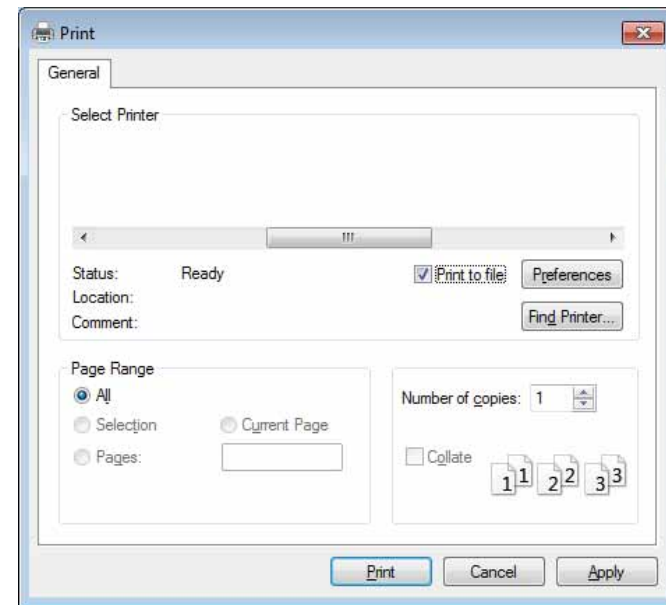 Print
General
Select Printer
Status: Ready
Print to file
Preferences
Location:
Comment:
Find Printer...
Page Range
All
Selection
Current Page
Pages:
Number of copies: 1
Collate
1 1 2 2 3 3
Print
Cancel
Apply